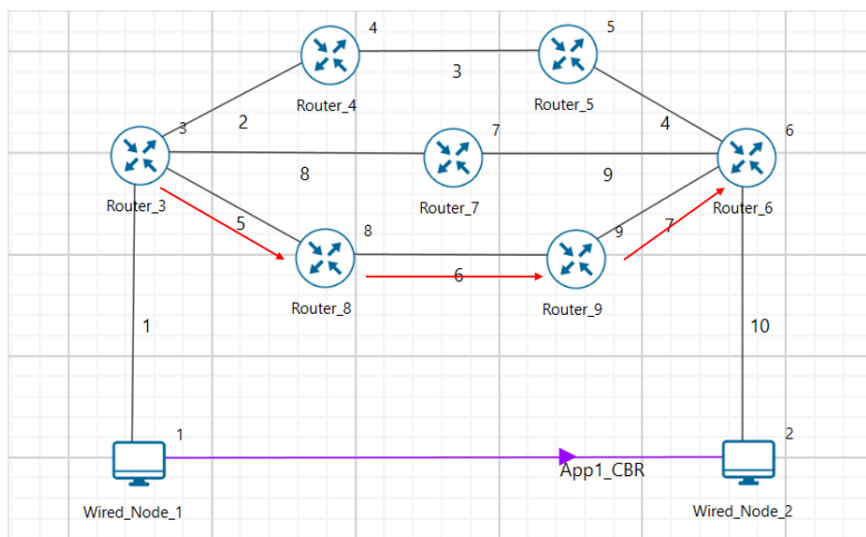 4
5
3
Router_4
Router_5
3
2
7
4
6
8
9
Router_3
Router_7
Router_6
5
8
9
7
6
Router_8
Router_9
1
10
1
2
App1_CBR
Wired_Node_1
Wired_Node_2